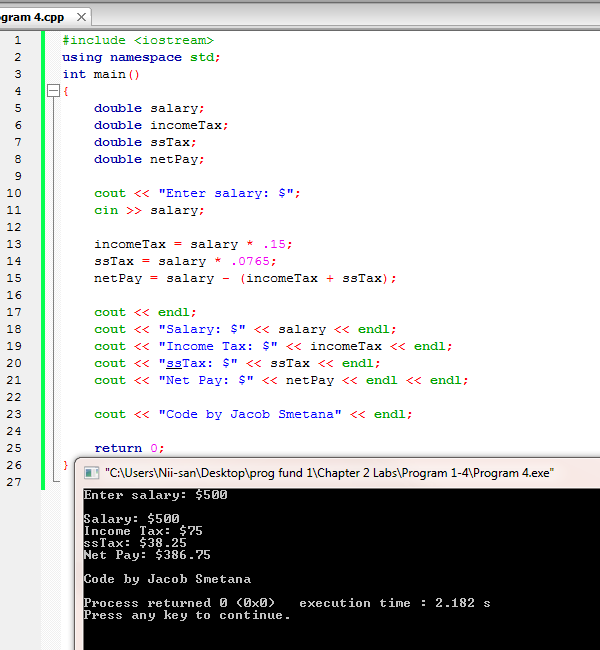 ogram 4.cpp
1 #include <iostream>
2 using namespace std;
3 int main()
4 {
5 double salary;
6 double incomeTax;
7 double ssTax;
8 double netPay;
9
10 cout << "Enter salary: $";
11 cin >> salary;
12
13 incomeTax = salary * .15;
14 ssTax = salary * .0765;
15 netPay = salary - (incomeTax + ssTax);
16
17 cout << endl;
18 cout << "Salary: $" << salary << endl;
19 cout << "Income Tax: $" << incomeTax << endl;
20 cout << "ssTax: $" << ssTax << endl;
21 cout << "Net Pay: $" << netPay << endl << endl;
22
23 cout << "Code by Jacob Smetana" << endl;
24
25 return 0;
26 }
27
"C:\Users\Nii-san\Desktop\prog fund 1\Chapter 2 Labs\Program 1-4\Program 4.exe"
Enter salary: $500
Salary: $500
Income Tax: $75
ssTax: $38.25
Net Pay: $386.75
Code by Jacob Smetana
Process returned 0 (0x0) execution time : 2.182 s
Press any key to continue.